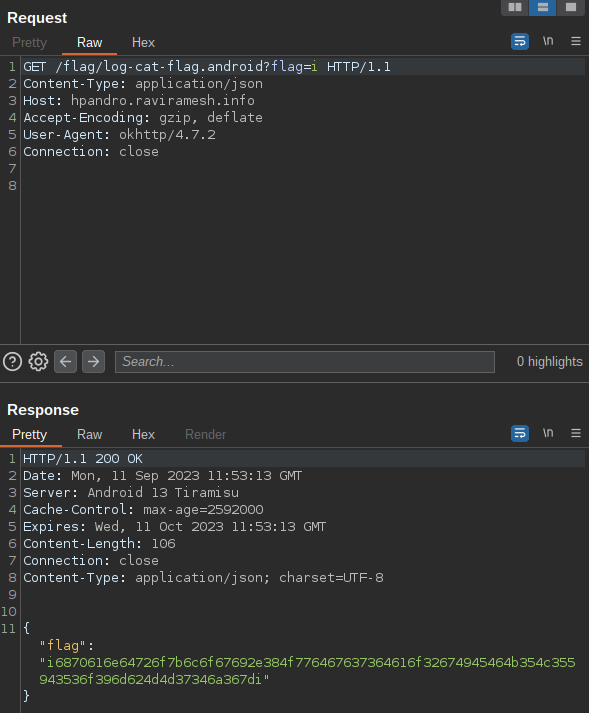 Request
Pretty Raw Hex \n
1 GET /flag/log-cat-flag.android?flag=i HTTP/1.1
2 Content-Type: application/json
3 Host: hpandro.raviramesh.info
4 Accept-Encoding: gzip, deflate
5 User-Agent: okhttp/4.7.2
6 Connection: close
7
8
? Search... 0 highlights
Response
Pretty Raw Hex Render \n
1 HTTP/1.1 200 OK
2 Date: Mon, 11 Sep 2023 11:53:13 GMT
3 Server: Android 13 Tiramisu
4 Cache-Control: max-age=2592000
5 Expires: Wed, 11 Oct 2023 11:53:13 GMT
6 Content-Length: 106
7 Connection: close
8 Content-Type: application/json; charset=UTF-8
9
10
11 {
"flag":
"i6870616e64726f7b6c6f67692e384f776467637364616f32674945464b354c355
943536f396d624d4d37346a367di"
}